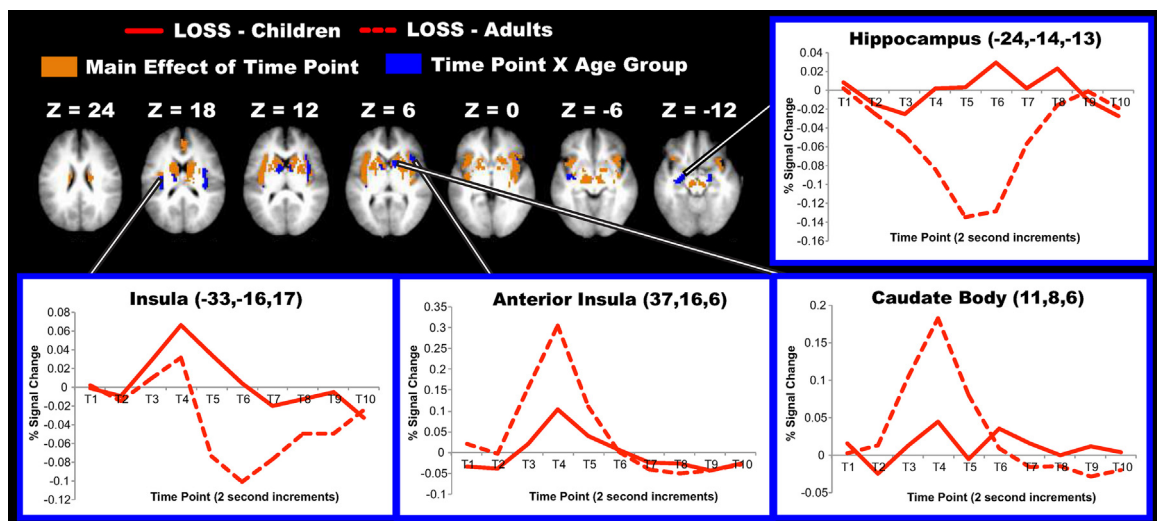 LOSS - Children LOSS - Adults
Main Effect of Time Point Time Point X Age Group
Z = 24 Z = 18 Z = 12 Z = 6 Z = 0 Z = -6 Z = -12
Hippocampus (-24,-14,-13)
% Signal Change
0.04
0.02
0
-0.02
-0.04
-0.06
-0.08
-0.1
-0.12
-0.14
-0.16
T1 T2 T3 T4 T5 T6 T7 T8 T9 T10
Time Point (2 second increments)
Insula (-33,-16,17)
% Signal Change
0.08
0.06
0.04
0.02
0
-0.02
-0.04
-0.06
-0.08
-0.1
-0.12
T1 T2 T3 T4 T5 T6 T7 T8 T9 T10
Time Point (2 second increments)
Anterior Insula (37,16,6)
% Signal Change
0.35
0.3
0.25
0.2
0.15
0.1
0.05
0
-0.05
-0.1
T1 T2 T3 T4 T5 T6 T7 T8 T9 T10
Time Point (2 second increments)
Caudate Body (11,8,6)
% Signal Change
0.2
0.15
0.1
0.05
0
-0.05
T1 T2 T3 T4 T5 T6 T7 T8 T9 T10
Time Point (2 second increments)